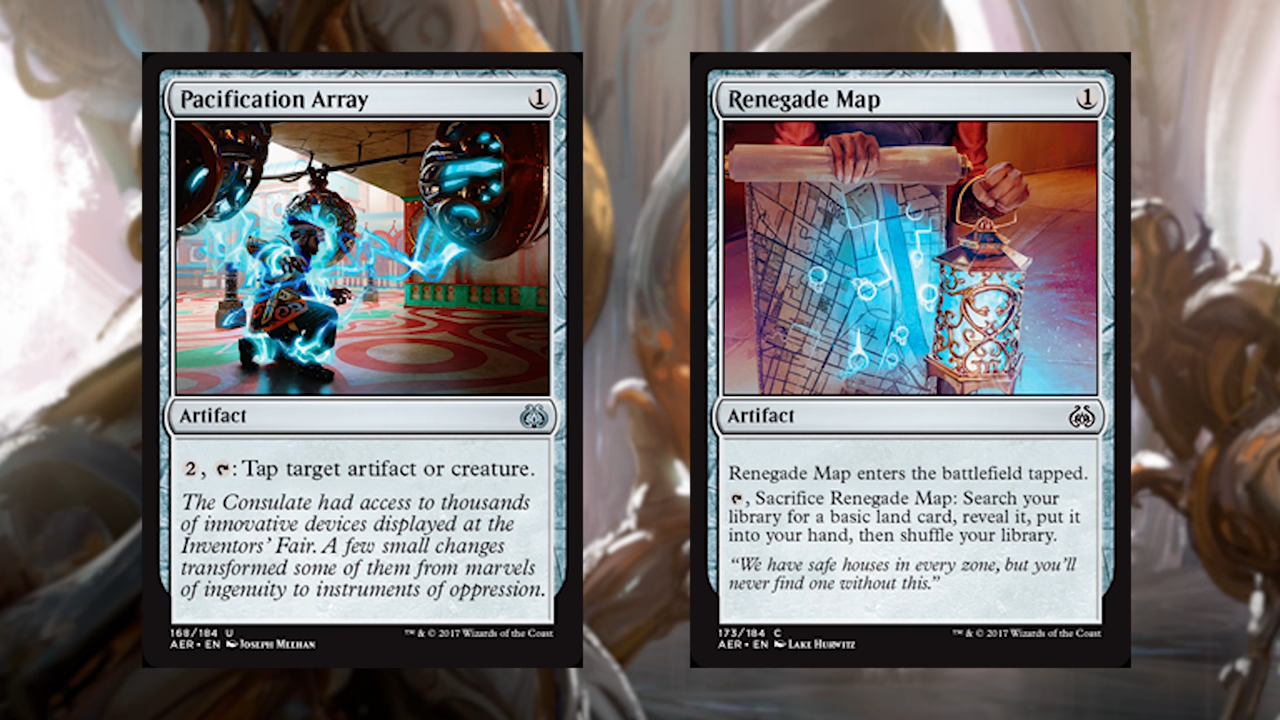 Pacification Array 1
Artifact
2, : Tap target artifact or creature.
The Consulate had access to thousands
of innovative devices displayed at the
Inventors' Fair. A few small changes
transformed some of them from marvels
of ingenuity to instruments of oppression.
168/184 U
AER • EN JOSEPH MEEHAN
™ & © 2017 Wizards of the Coast
Renegade Map 1
Artifact
Renegade Map enters the battlefield tapped.
, Sacrifice Renegade Map: Search your
library for a basic land card, reveal it, put it
into your hand, then shuffle your library.
“We have safe houses in every zone, but you’ll
never find one without this.”
173/184 C
AER • EN LAKE HURWITZ
™ & © 2017 Wizards of the Coast